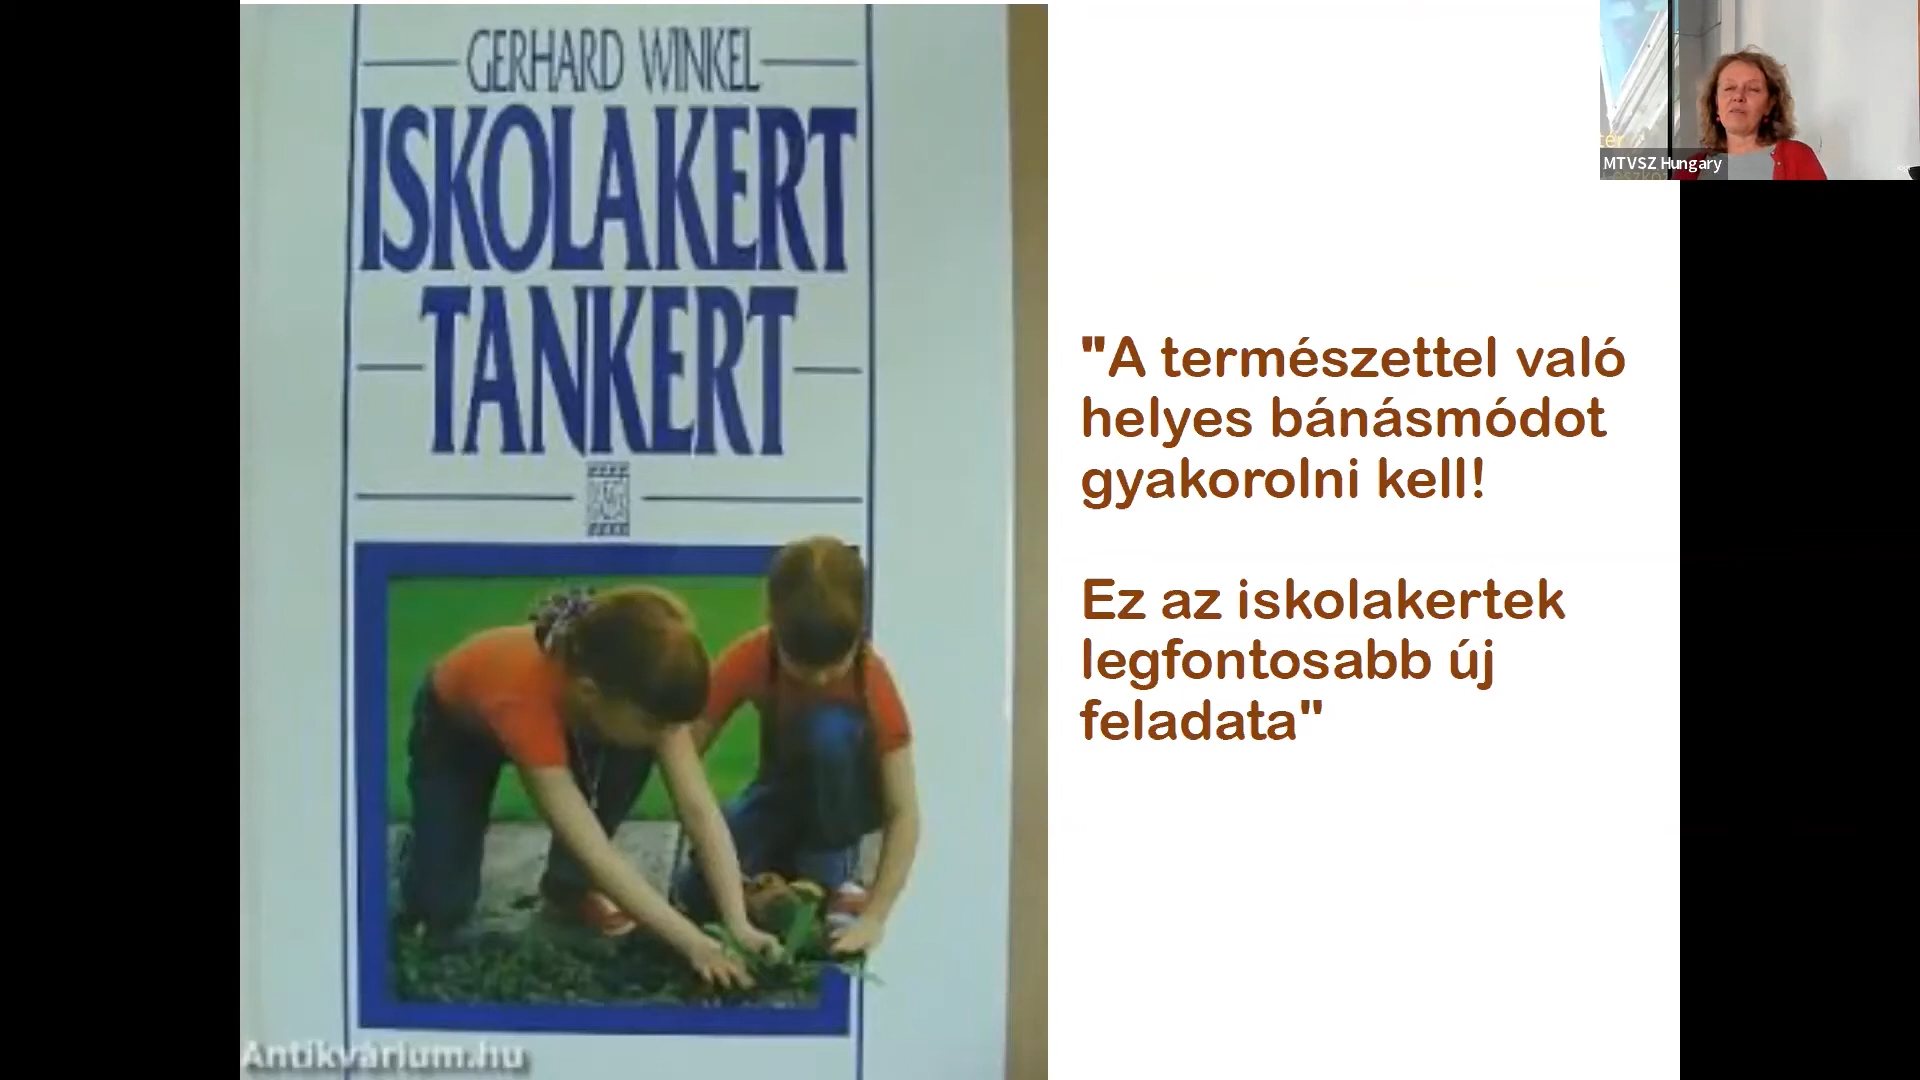 GERHARD WINKEL
ISKOLAKERT
TANKERT
Antikvárium.hu
"A természettel való
helyes bánásmódot
gyakorolni kell!
Ez az iskolakertek
legfontosabb új
feladata"
tér
MTVSZ Hungary